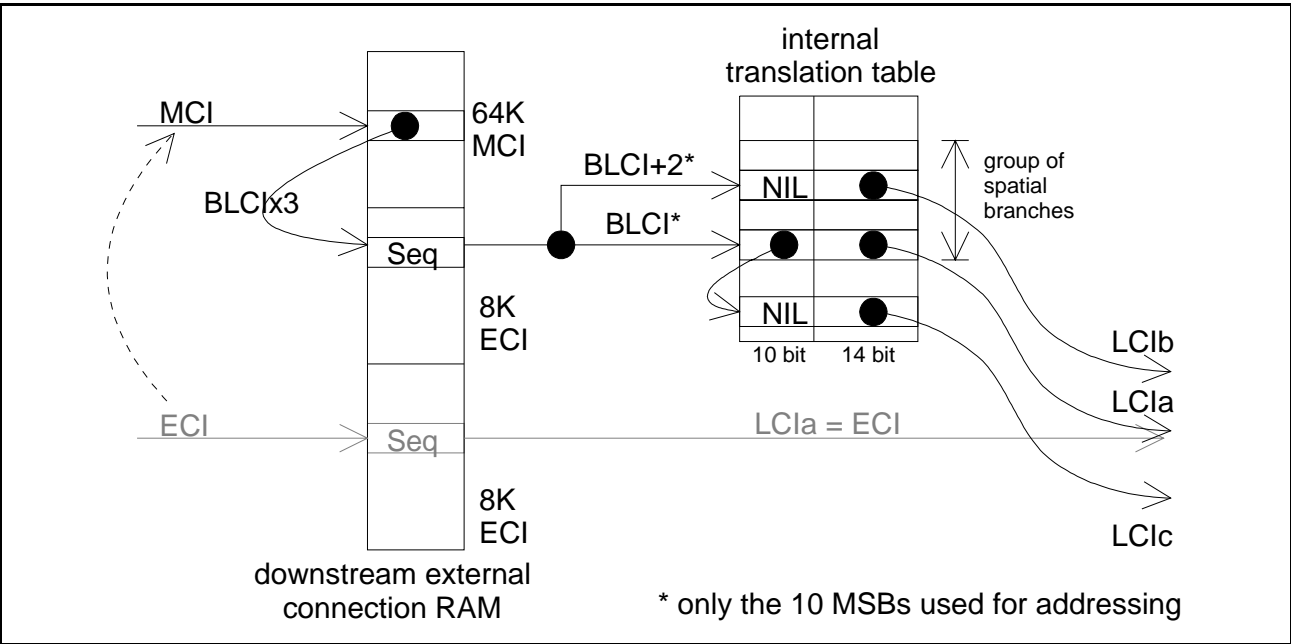 internal
translation table
MCI
64K
MCI
BLCIx3
BLCI+2*
NIL
group of
spatial
branches
BLCI*
Seq
8K
ECI
NIL
10 bit
14 bit
LCIb
LCIa
ECI
Seq
LCIa = ECI
8K
ECI
LCIc
downstream external
connection RAM
* only the 10 MSBs used for addressing